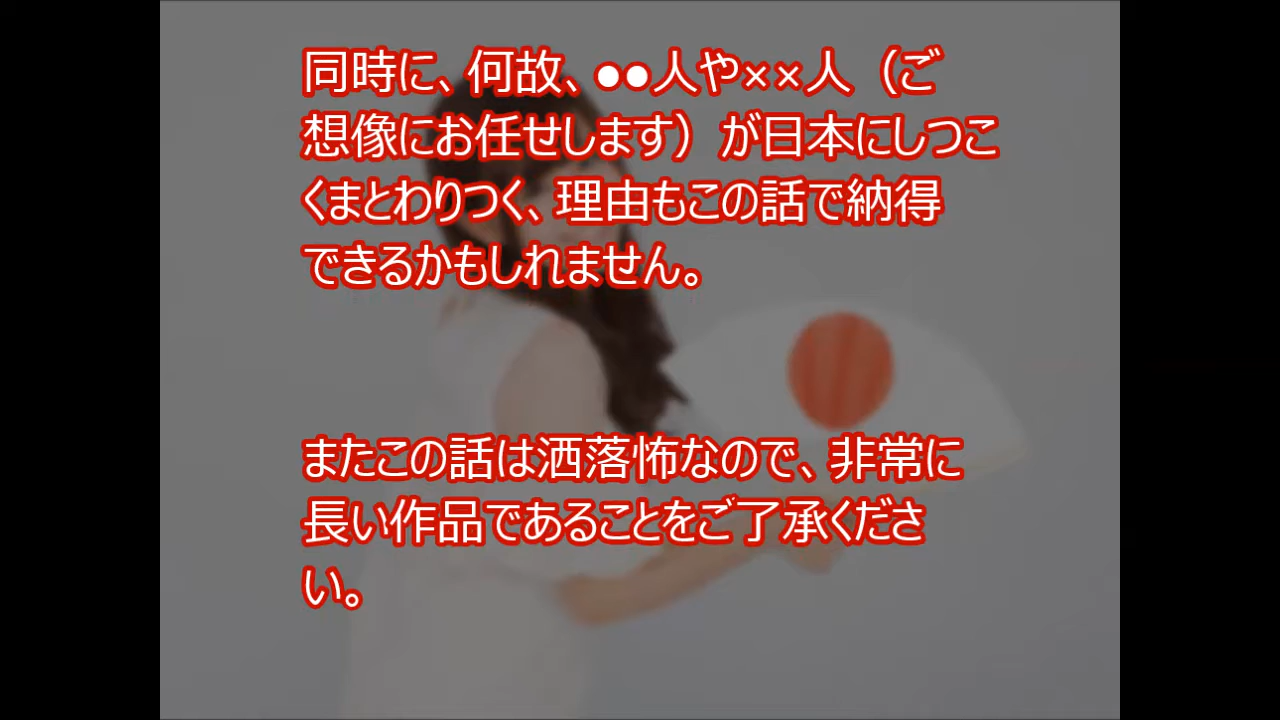 同時に、何故、●●人や××人（ご
想像にお任せします）が日本にしつこ
くまとわりつく、理由もこの話で納得
できるかもしれません。
またこの話は洒落怖なので、非常に
長い作品であることをご了承くださ
い。